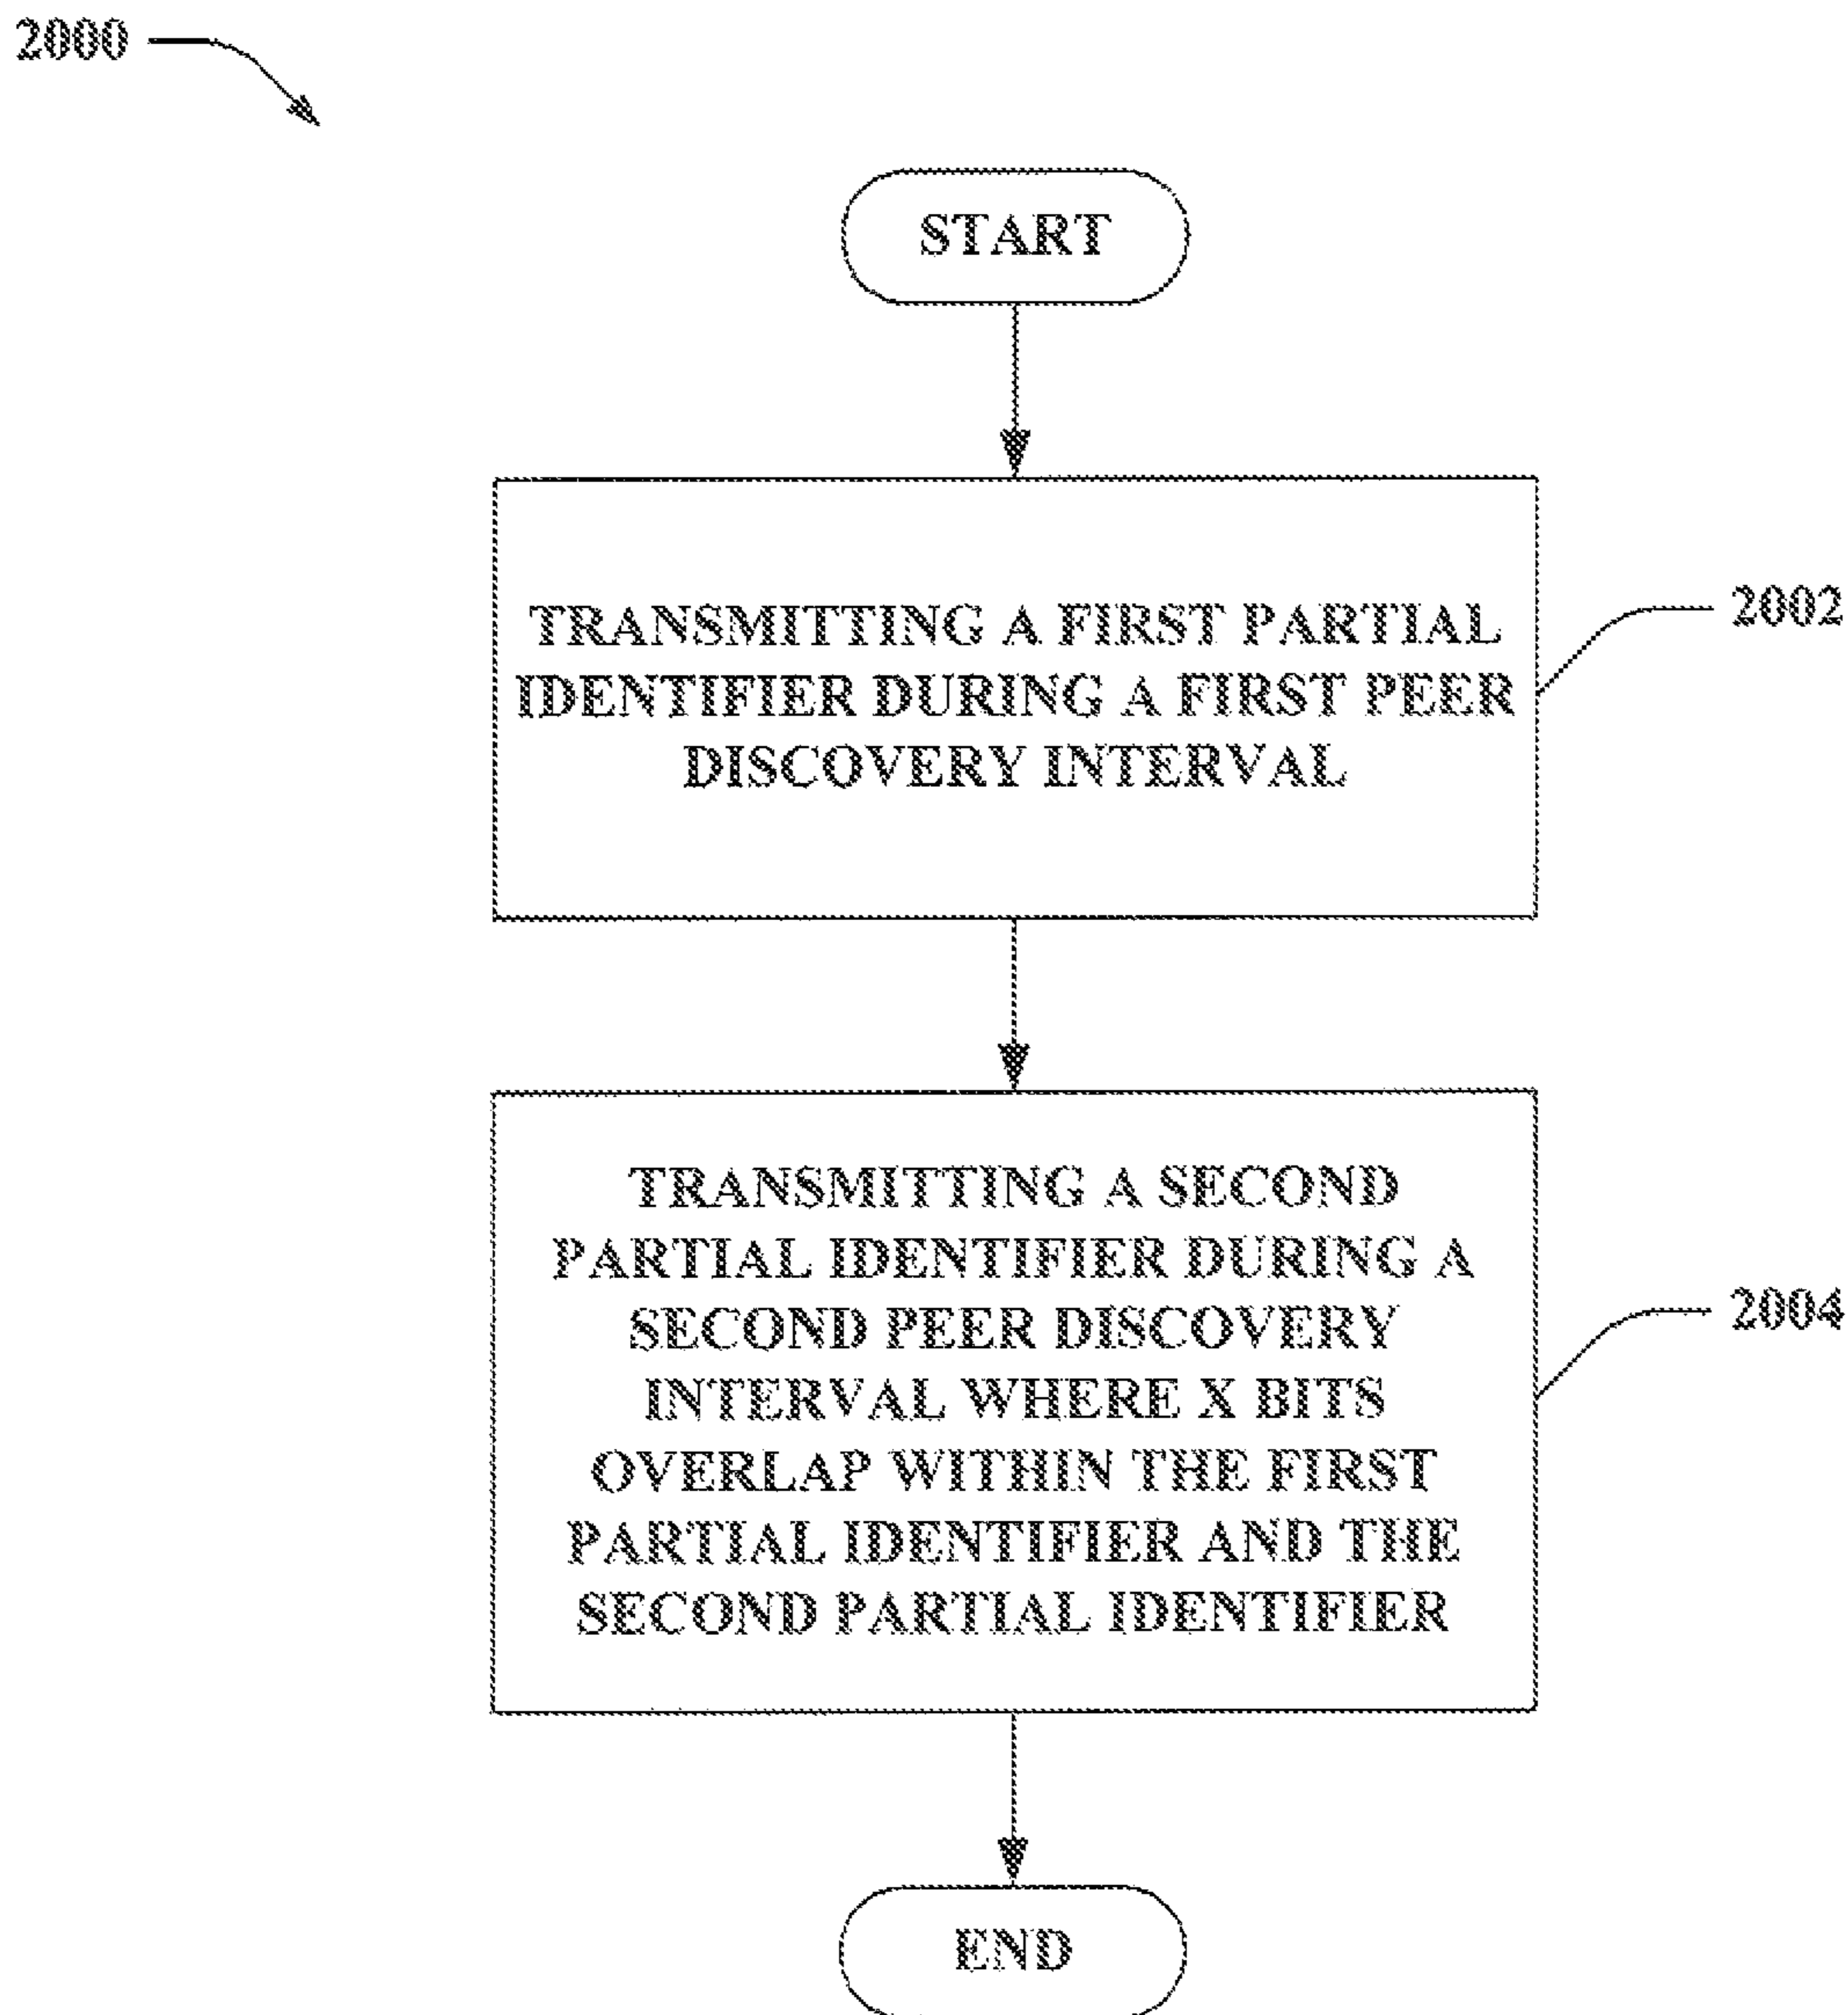 2000
START
TRANSMITTING A FIRST PARTIAL
IDENTIFIER DURING A FIRST PEER
DISCOVERY INTERVAL
2002
TRANSMITTING A SECOND
PARTIAL IDENTIFIER DURING A
SECOND PEER DISCOVERY
INTERVAL WHERE X BITS
OVERLAP WITHIN THE FIRST
PARTIAL IDENTIFIER AND THE
SECOND PARTIAL IDENTIFIER
2004
END